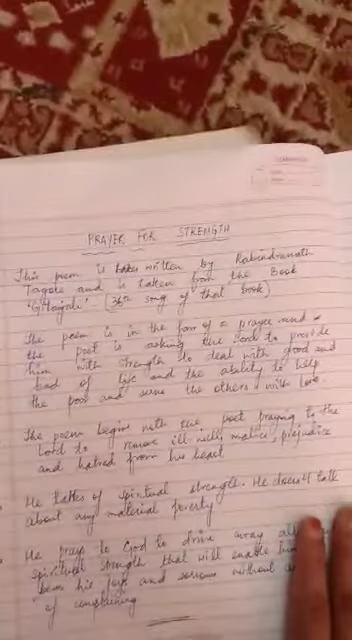 PRAYER FOR STRENGTH
This poem is taken written by Rabindranath
Tagore and is taken from the Book
"Gitanjali" (36th song of that book)
The poem is in the form of a prayer and
the poet is asking the Lord to provide
him with strength to deal with good and
bad of life and the ability to help
the poor and serve the others with love.
The poem begins with the poet praying to the
Lord to remove ill will, malice, prejudice
and hatred from his heart
He talks of spiritual strength. He doesn't talk
about any material poverty
He prays to God to drive away all
spiritual strength that will enable him
bear his joys and sorrows without
of complaining